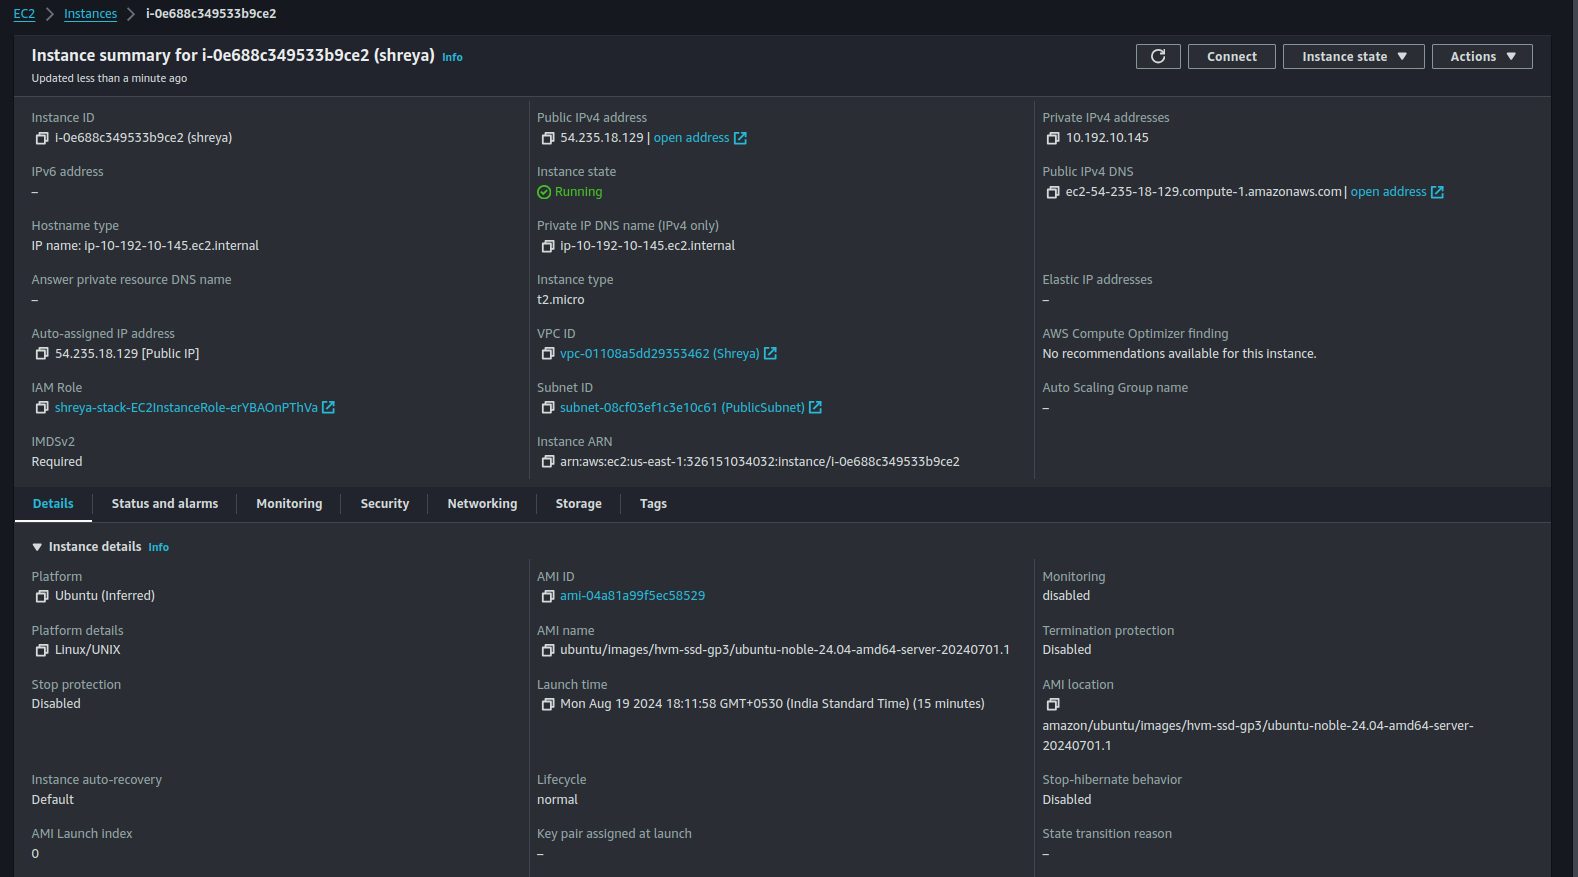 EC2 > Instances > i-0e688c349533b9ce2
Instance summary for i-0e688c349533b9ce2 (shreya) Info
Updated less than a minute ago
Connect
Instance state
Actions
Instance ID
i-0e688c349533b9ce2 (shreya)
Public IPv4 address
54.235.18.129 | open address
Private IPv4 addresses
10.192.10.145
IPv6 address
–
Instance state
Running
Public IPv4 DNS
ec2-54-235-18-129.compute-1.amazonaws.com | open address
Hostname type
IP name: ip-10-192-10-145.ec2.internal
Private IP DNS name (IPv4 only)
ip-10-192-10-145.ec2.internal
Answer private resource DNS name
–
Instance type
t2.micro
Elastic IP addresses
–
Auto-assigned IP address
54.235.18.129 [Public IP]
VPC ID
vpc-01108a5dd29353462 (Shreya)
AWS Compute Optimizer finding
No recommendations available for this instance.
IAM Role
shreya-stack-EC2InstanceRole-erYBAOnPThVa
Subnet ID
subnet-08cf03ef1c3e10c61 (PublicSubnet)
Auto Scaling Group name
–
IMDSv2
Required
Instance ARN
arn:aws:ec2:us-east-1:326151034032:instance/i-0e688c349533b9ce2
Details
Status and alarms
Monitoring
Security
Networking
Storage
Tags
Instance details Info
Platform
Ubuntu (Inferred)
AMI ID
ami-04a81a99f5ec58529
Monitoring
disabled
Platform details
Linux/UNIX
AMI name
ubuntu/images/hvm-ssd-gp3/ubuntu-noble-24.04-amd64-server-20240701.1
Termination protection
Disabled
Stop protection
Disabled
Launch time
Mon Aug 19 2024 18:11:58 GMT+0530 (India Standard Time) (15 minutes)
AMI location
amazon/ubuntu/images/hvm-ssd-gp3/ubuntu-noble-24.04-amd64-server-
20240701.1
Instance auto-recovery
Default
Lifecycle
normal
Stop-hibernate behavior
Disabled
AMI Launch index
0
Key pair assigned at launch
–
State transition reason
–